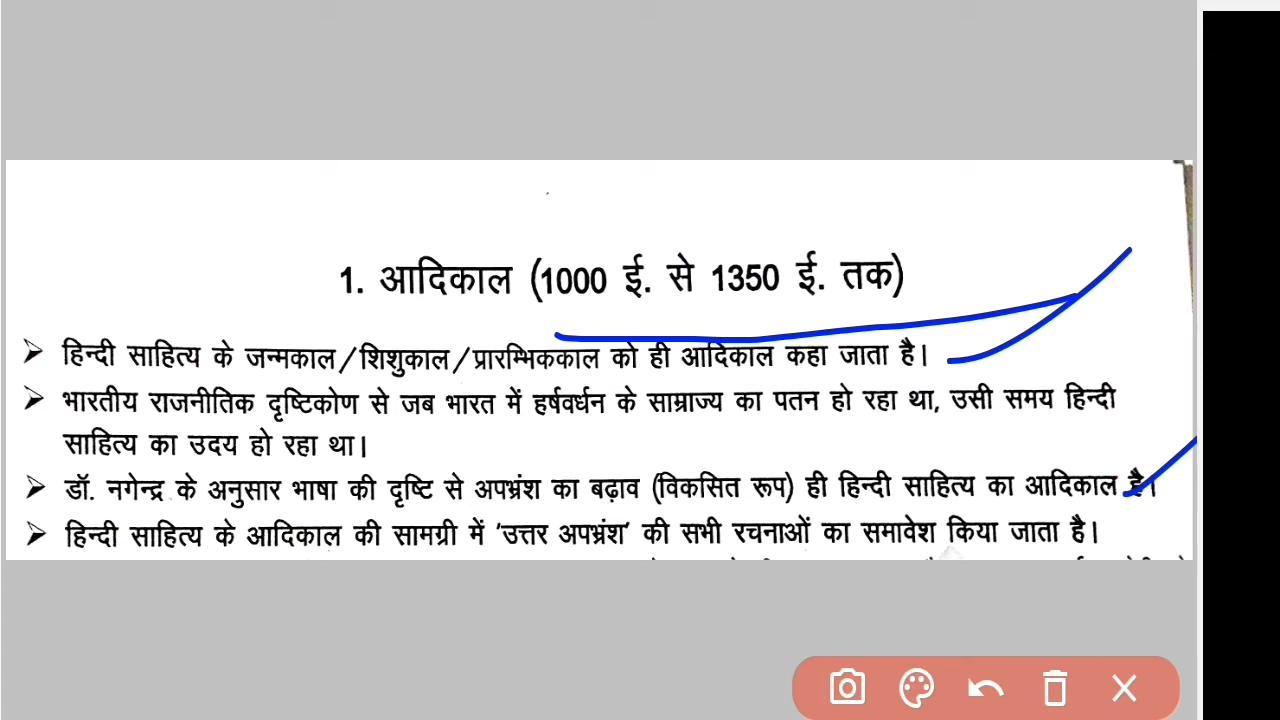 1. आदिकाल (1000 ई. से 1350 ई. तक)
➢ हिन्दी साहित्य के जन्मकाल/शिशुकाल/प्रारम्भिककाल को ही आदिकाल कहा जाता है।
➢ भारतीय राजनीतिक दृष्टिकोण से जब भारत में हर्षवर्धन के साम्राज्य का पतन हो रहा था, उसी समय हिन्दी
साहित्य का उदय हो रहा था।
➢ डॉ. नगेन्द्र के अनुसार भाषा की दृष्टि से अपभ्रंश का बढ़ाव (विकसित रूप) ही हिन्दी साहित्य का आदिकाल है।
➢ हिन्दी साहित्य के आदिकाल की सामग्री में 'उत्तर अपभ्रंश' की सभी रचनाओं का समावेश किया जाता है।